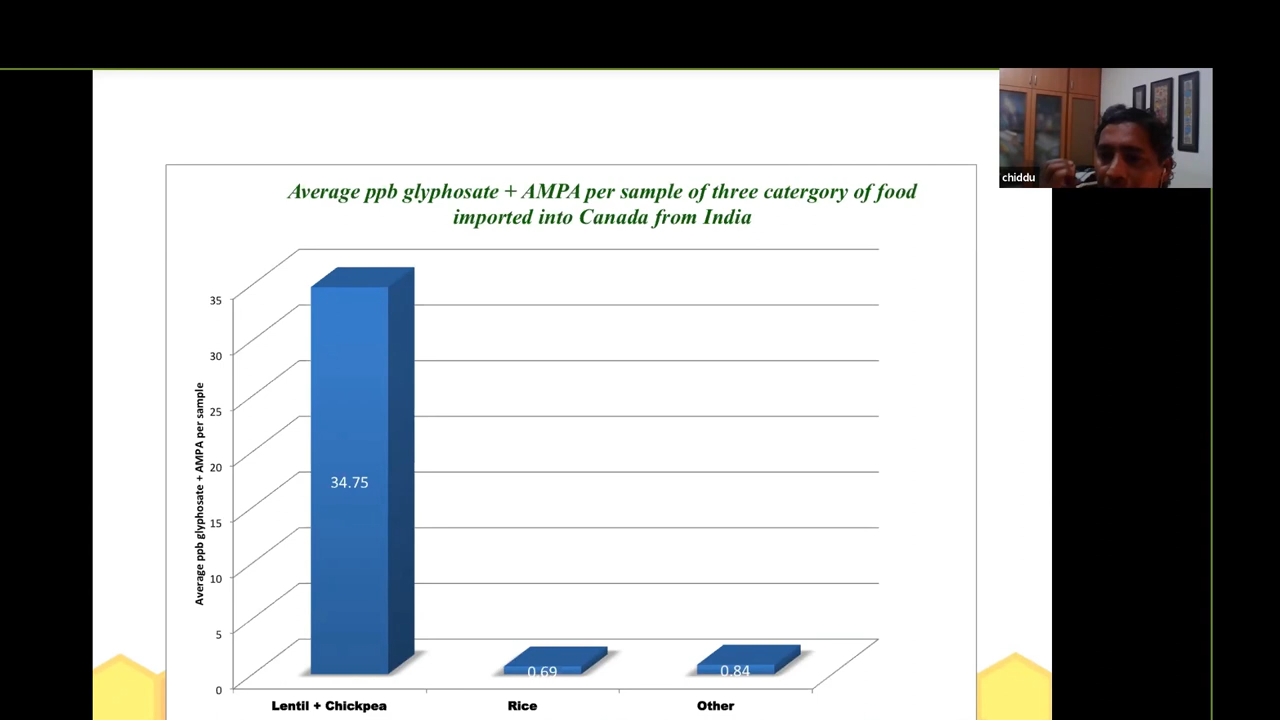 chiddu
Average ppb glyphosate + AMPA per sample of three catergory of food
imported into Canada from India
Average ppb glyphosate + AMPA per sample
35
30
25
20
15
10
5
0
34.75
0.69
0.84
Lentil + Chickpea
Rice
Other